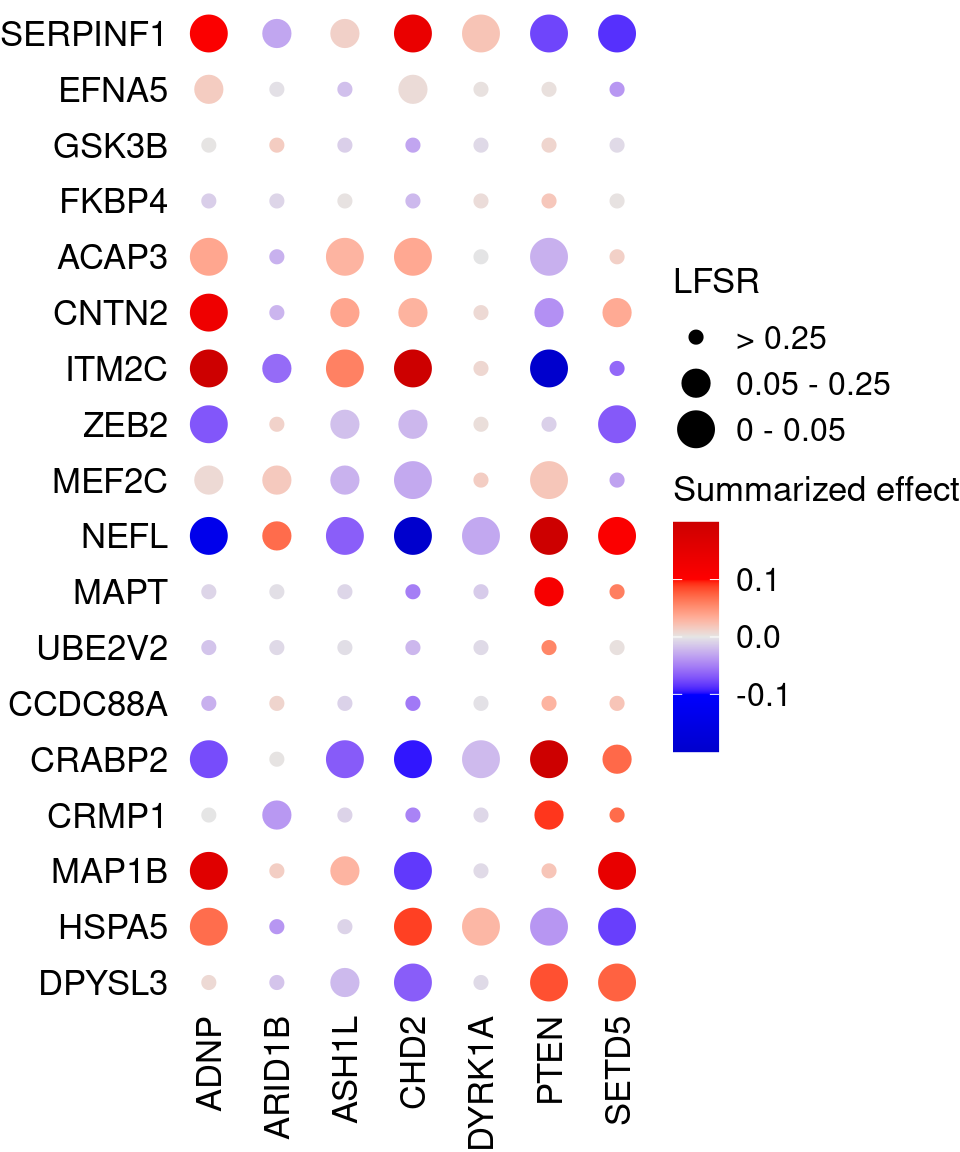 SERPINF1
EFNA5
GSK3B
FKBP4
ACAP3
CNTN2
ITM2C
ZEB2
MEF2C
NEFL
MAPT
UBE2V2
CCDC88A
CRABP2
CRMP1
MAP1B
HSPA5
DPYSL3
ADNP
ARID1B
ASH1L
CHD2
DYRK1A
PTEN
SETD5
LFSR
> 0.25
0.05 - 0.25
0 - 0.05
Summarized effect
0.1
0.0
-0.1